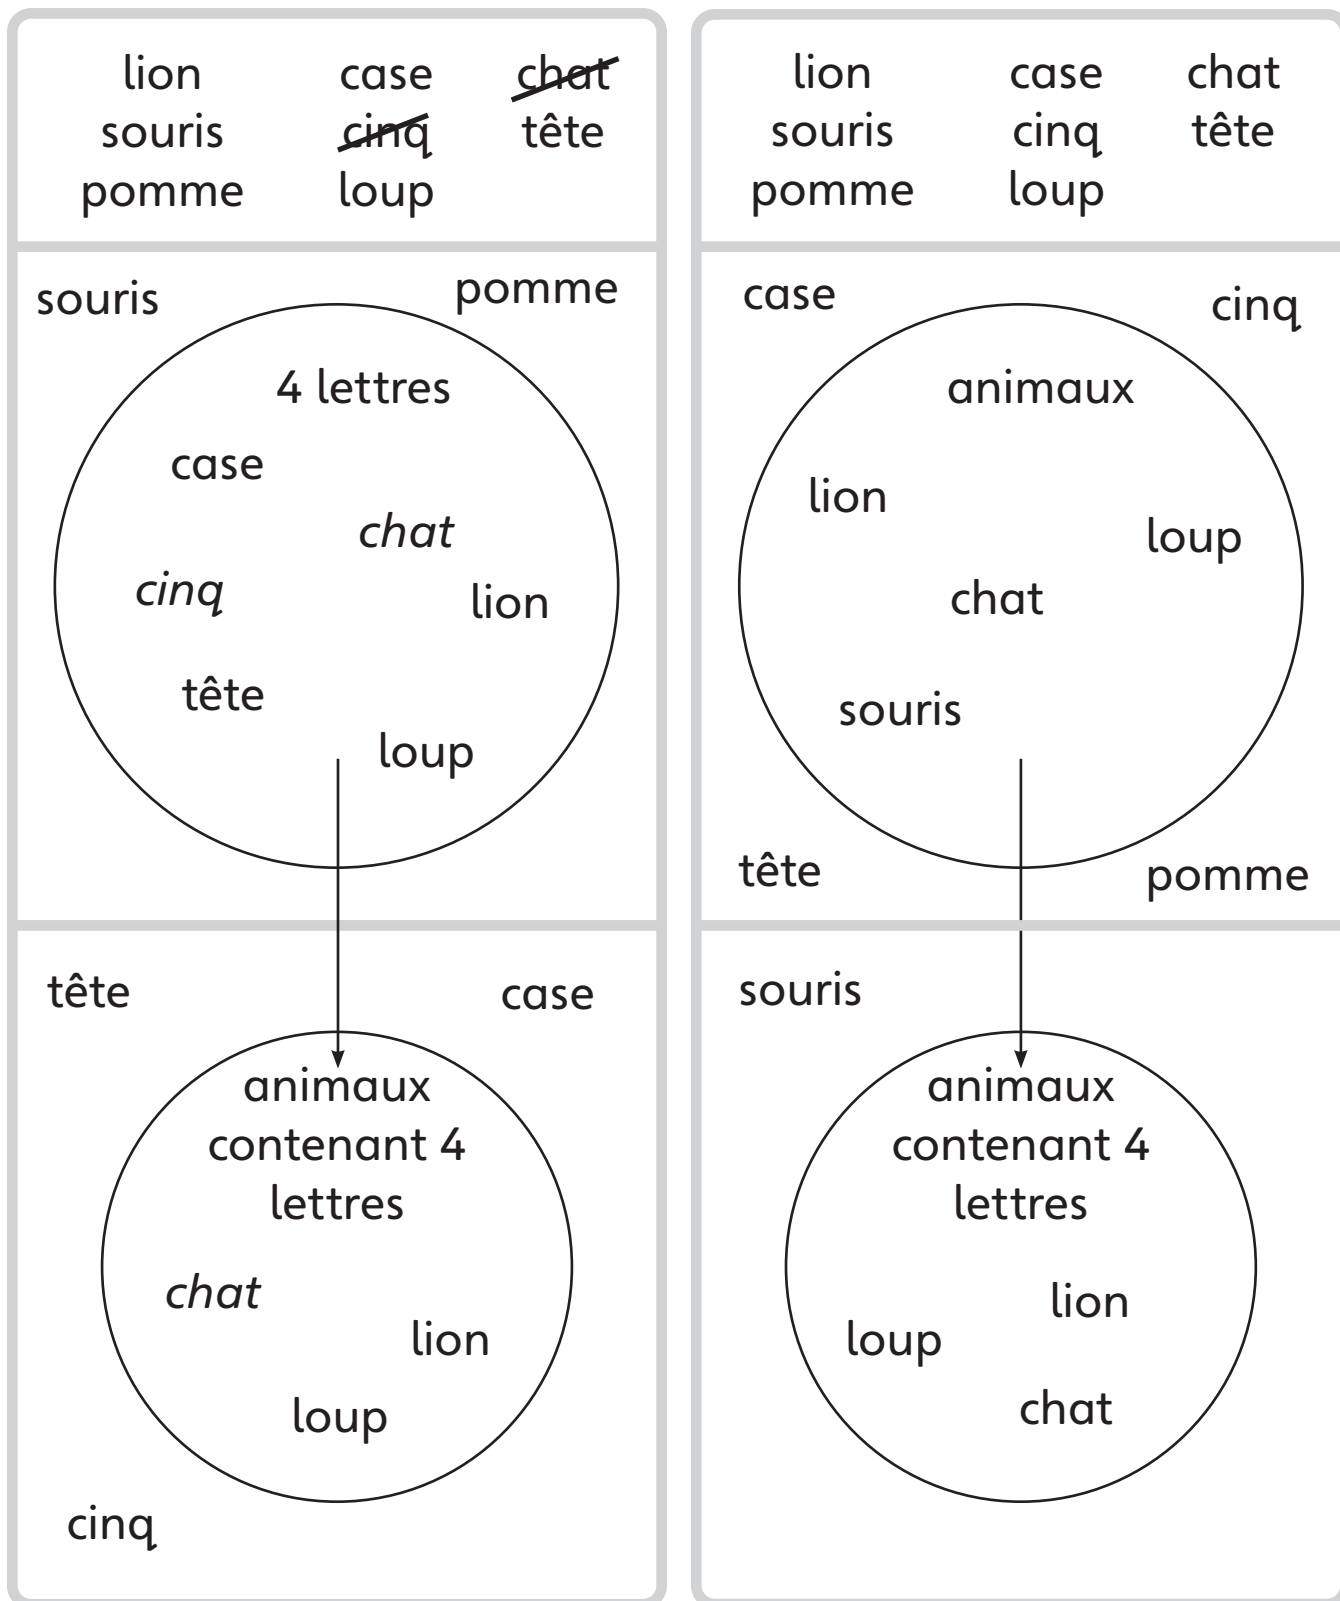 lion case chat
souris cinq tête
pomme loup
souris pomme
4 lettres
case
chat
cinq
lion
tête
loup
tête case
animaux
contenant 4
lettres
chat
lion
loup
cinq
lion case chat
souris cinq tête
pomme loup
case cinq
animaux
lion
loup
chat
souris
tête pomme
souris
animaux
contenant 4
lettres
lion
loup
chat